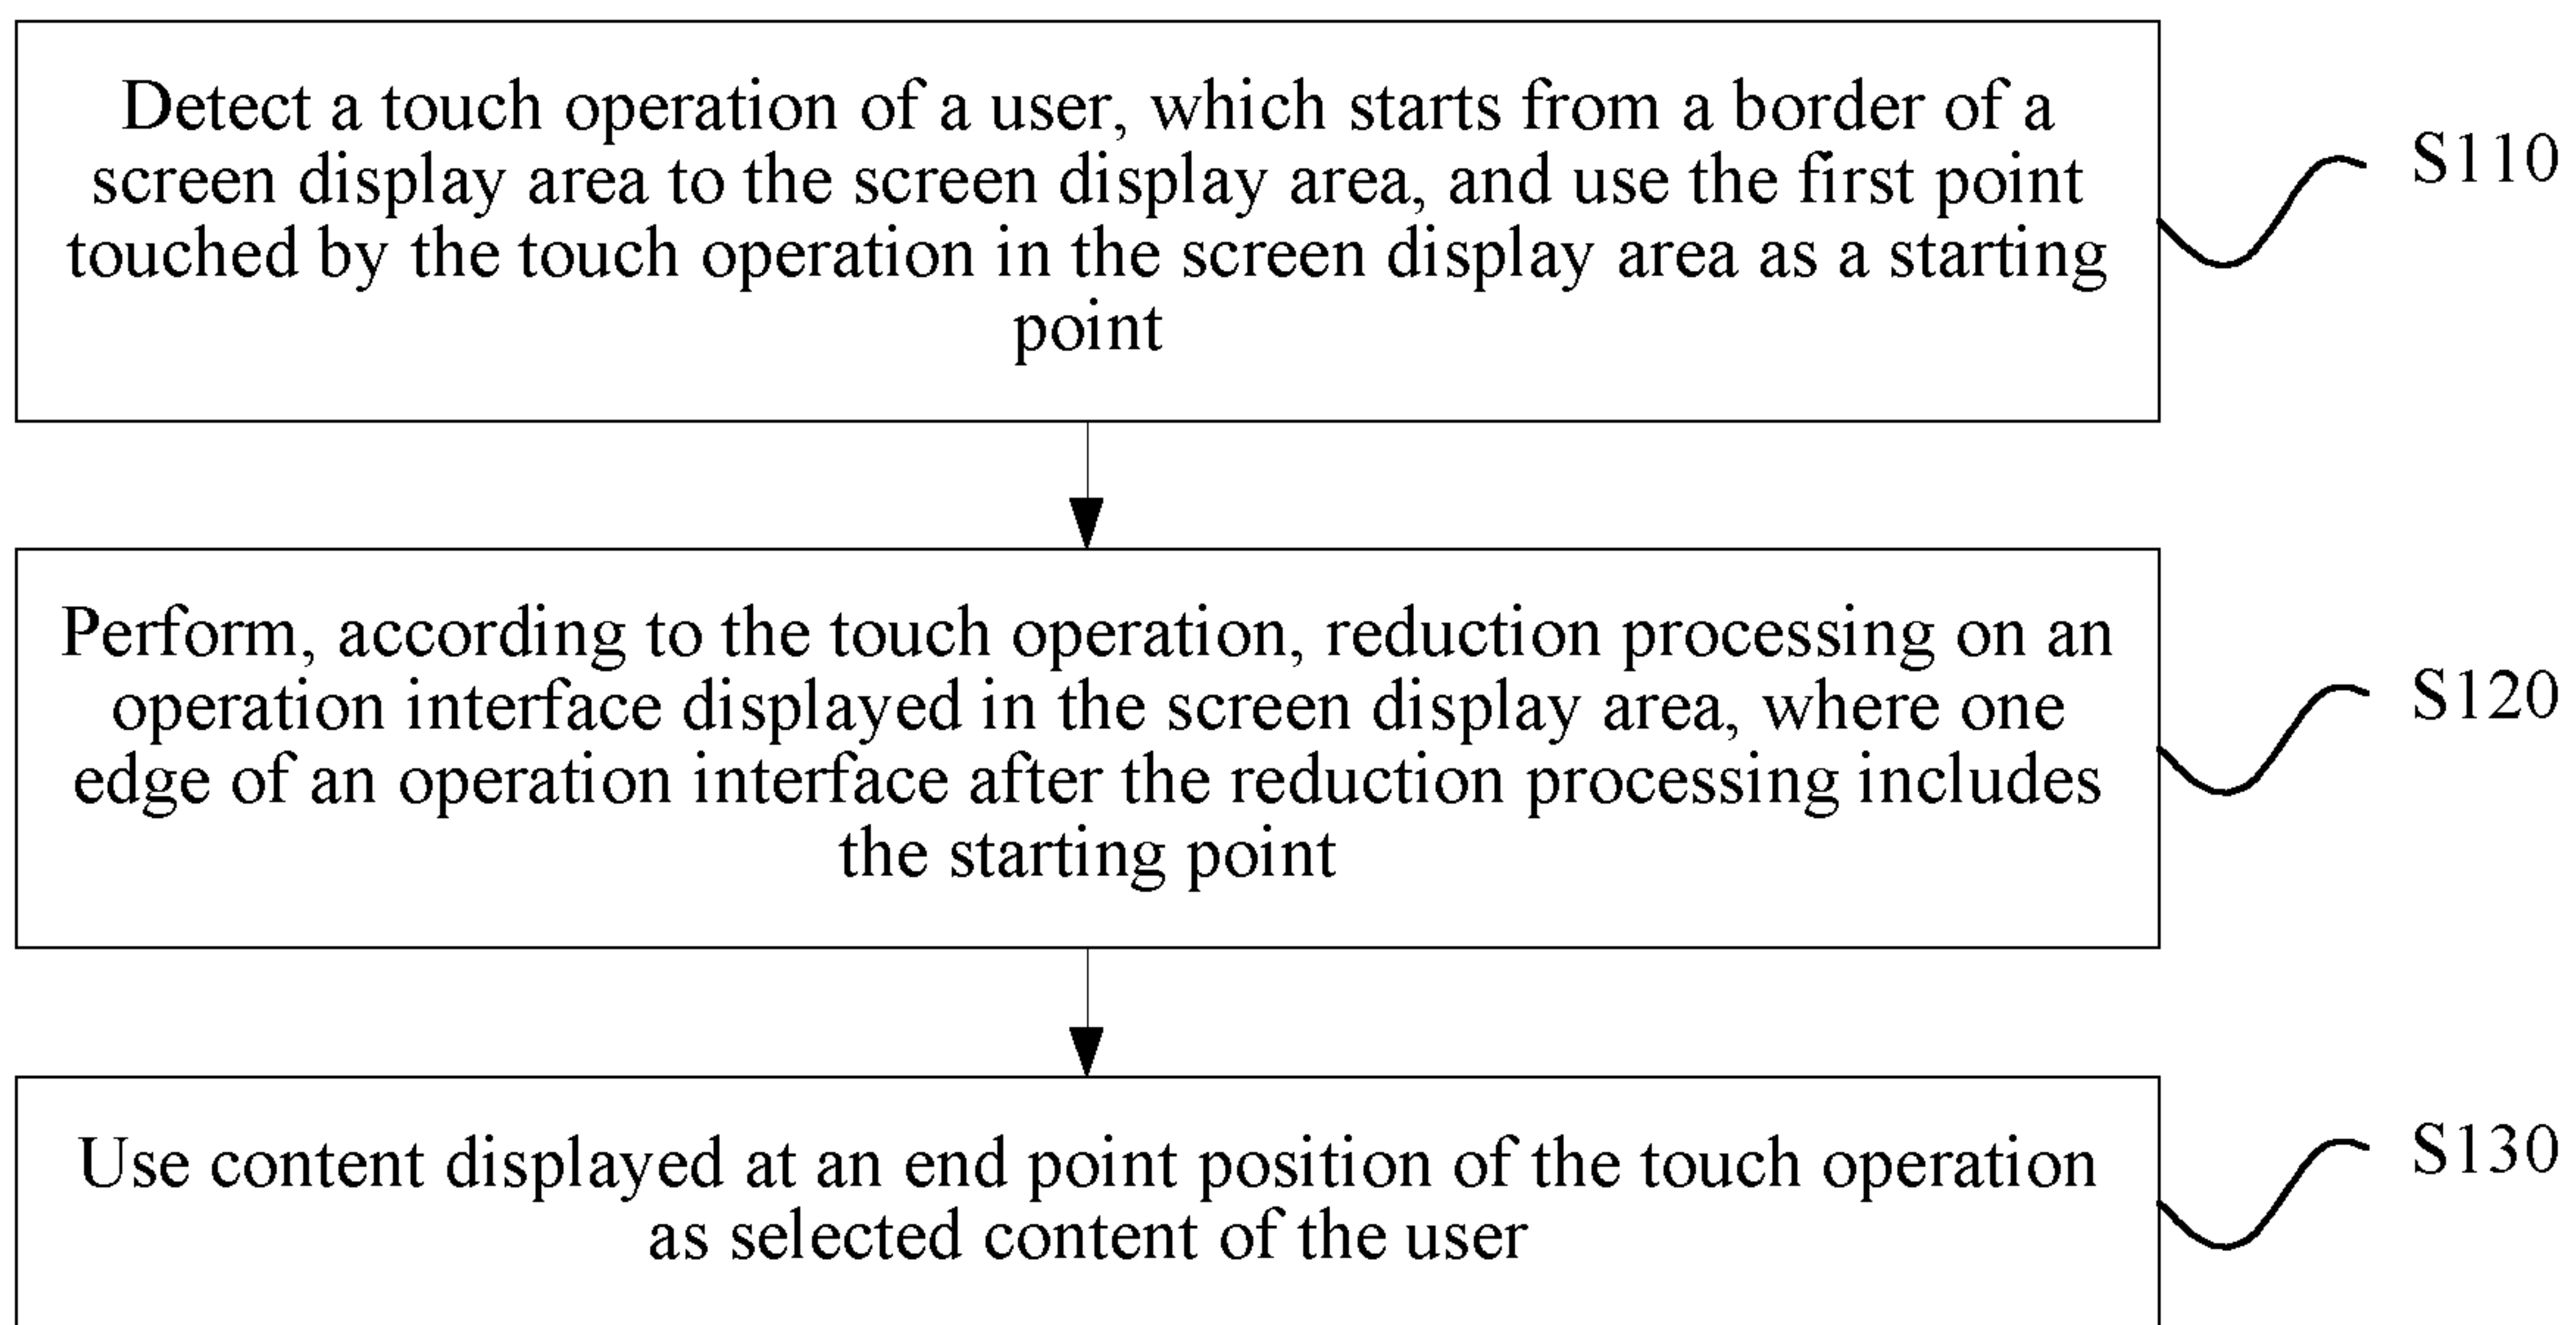 Detect a touch operation of a user, which starts from a border of a
screen display area to the screen display area, and use the first point
touched by the touch operation in the screen display area as a starting
point
S110
Perform, according to the touch operation, reduction processing on an
operation interface displayed in the screen display area, where one
edge of an operation interface after the reduction processing includes
the starting point
S120
Use content displayed at an end point position of the touch operation
as selected content of the user
S130